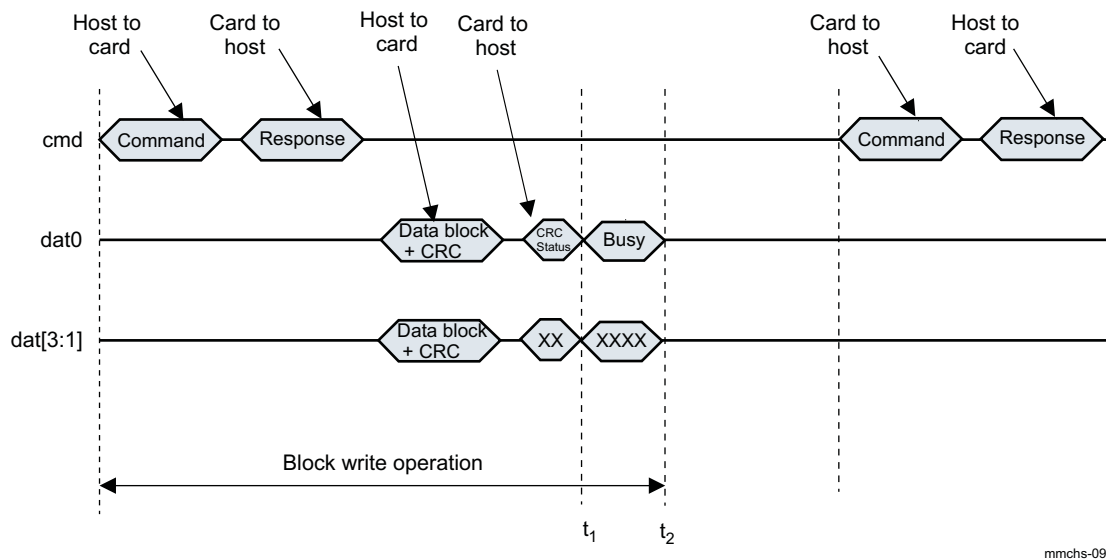 Host to
card
Card to
host
Host to
card
Card to
host
Card to
host
Host to
card
cmd
Command
Response
Command
Response
dat0
Data block
+ CRC
CRC
Status
Busy
dat[3:1]
Data block
+ CRC
XX
XXXX
Block write operation
t1
t2
mmchs-09